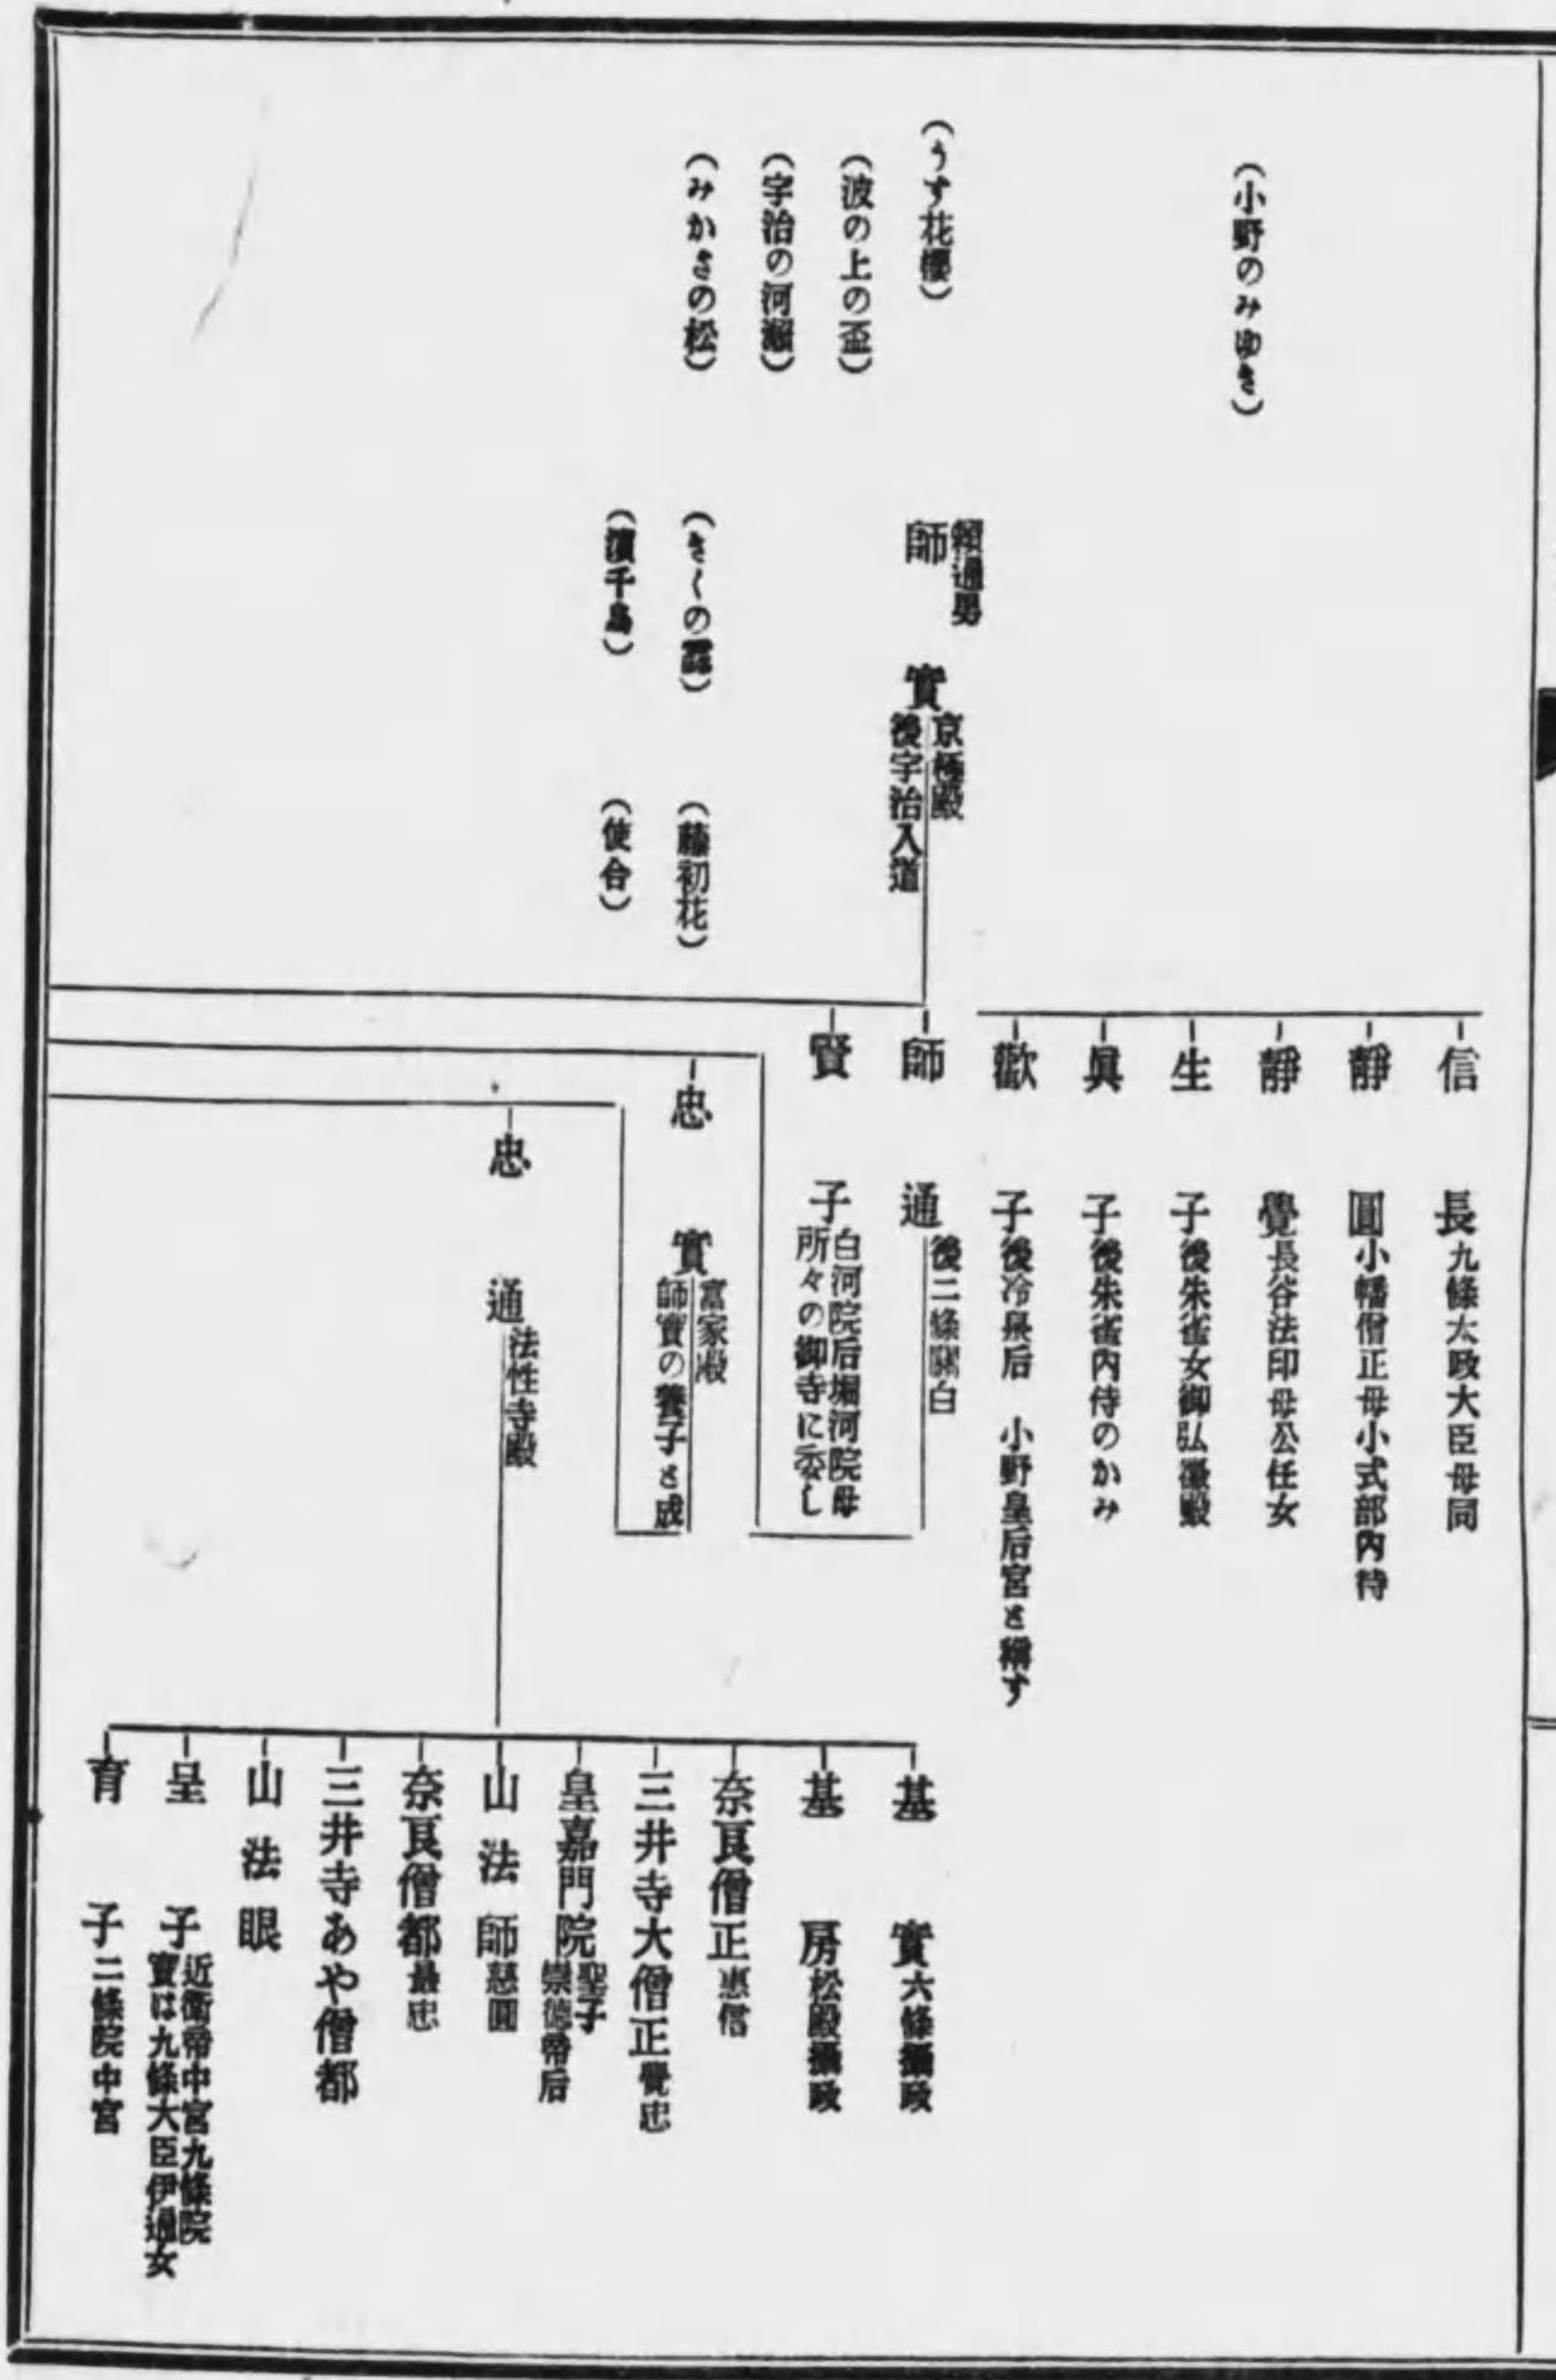 (小野のみゆき)
信長九條太政大臣母同
靜圓小幡僧正母小式部內侍
靜覺長谷法印母公任女
生子後朱雀女御弘徽殿
眞子後朱雀內侍のかみ
歡子後冷泉后 小野皇后宮と稱す
(うす花櫻)
(波の上の盃)
(宇治の河瀨)
(みかさの松)
賴通男
師實
京極殿
後宇治入道
師通後二條關白
賢子
白河院后堀河院母
所々の御寺に委し
(さゝの露)
(藤初花)
(濱千鳥)
(使合)
忠實
富家殿
師實の養子と成
忠通法性寺殿
基實六條攝政
基房松殿攝政
奈良僧正惠信
三井寺大僧正覺忠
皇嘉門院
聖子
崇德帝后
山法師慈圓
奈良僧都最忠
三井寺あや僧都
山法眼
呈子
近衞帝中宮九條院
實は九條大臣伊通女
育子二條院中宮